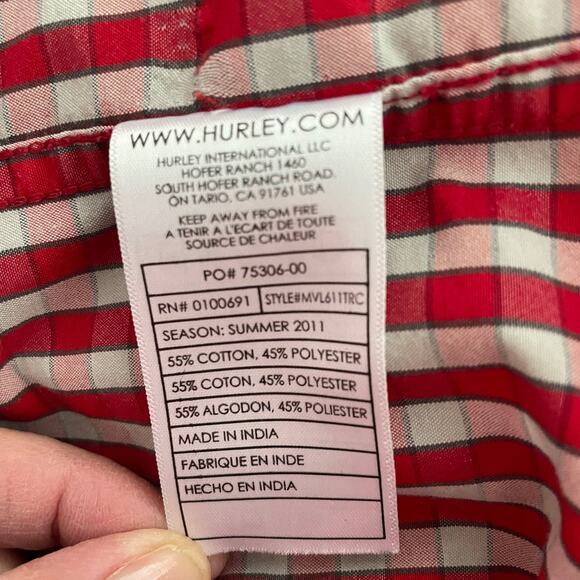 WWW.HURLEY.COM
HURLEY INTERNATIONAL LLC
HOFER RANCH 1460
SOUTH HOFER RANCH ROAD.
ON TARIO, CA 91761 USA
KEEP AWAY FROM FIRE
A TENIR A L'ECART DE TOUTE
SOURCE DE CHALEUR
PO# 75306-00
RN# 0100691 STYLE#MVL611TRC
SEASON: SUMMER 2011
55% COTTON, 45% POLYESTER
55% COTON, 45% POLYESTER
55% ALGODON, 45% POLIESTER
MADE IN INDIA
FABRIQUE EN INDE
HECHO EN INDIA